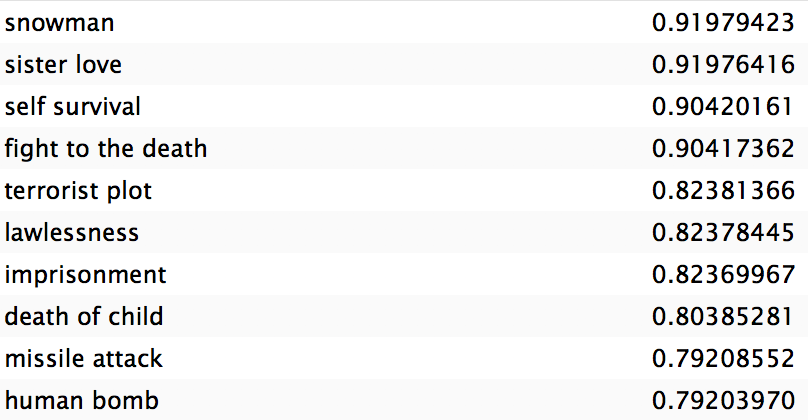 snowman 0.91979423
sister love 0.91976416
self survival 0.90420161
fight to the death 0.90417362
terrorist plot 0.82381366
lawlessness 0.82378445
imprisonment 0.82369967
death of child 0.80385281
missile attack 0.79208552
human bomb 0.79203970